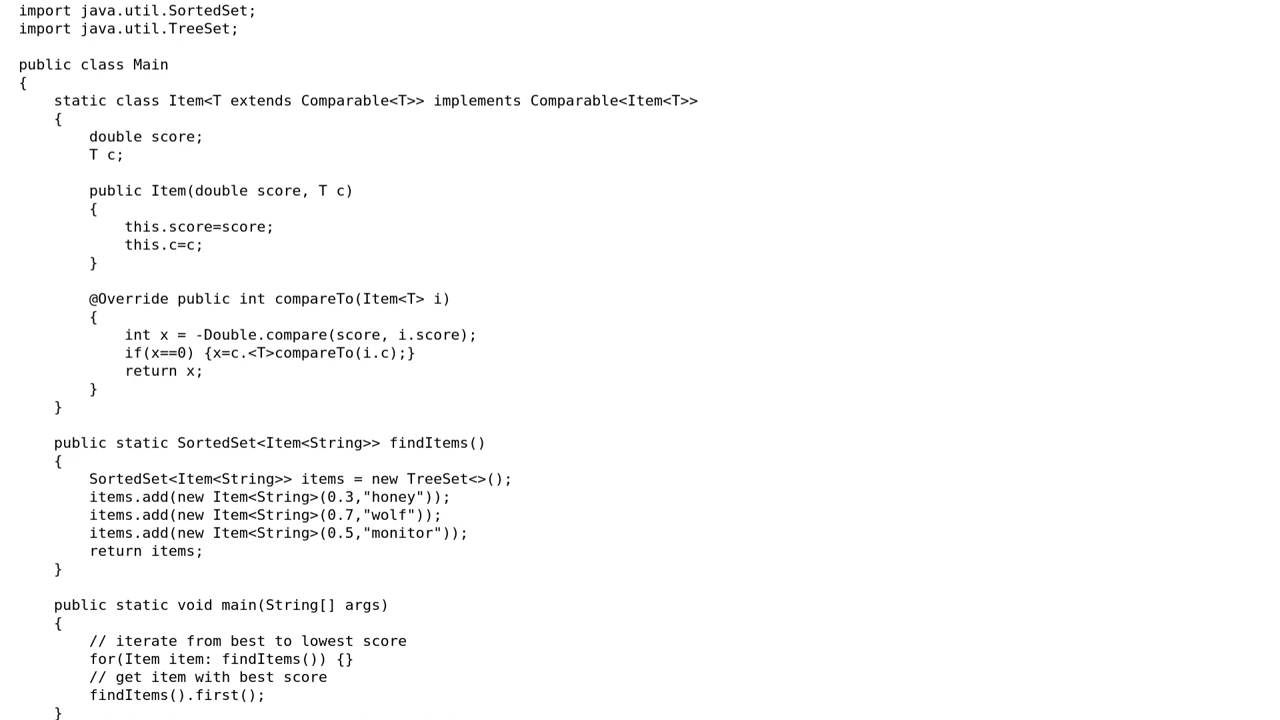 import java.util.SortedSet;
import java.util.TreeSet;

public class Main
{
    static class Item<T extends Comparable<T>> implements Comparable<Item<T>>
    {
        double score;
        T c;

        public Item(double score, T c)
        {
            this.score=score;
            this.c=c;
        }

        @Override public int compareTo(Item<T> i)
        {
            int x = -Double.compare(score, i.score);
            if(x==0) {x=c.<T>compareTo(i.c);}
            return x;
        }
    }

    public static SortedSet<Item<String>> findItems()
    {
        SortedSet<Item<String>> items = new TreeSet<>();
        items.add(new Item<String>(0.3,"honey"));
        items.add(new Item<String>(0.7,"wolf"));
        items.add(new Item<String>(0.5,"monitor"));
        return items;
    }

    public static void main(String[] args)
    {
        // iterate from best to lowest score
        for(Item item: findItems()) {}
        // get item with best score
        findItems().first();
    }